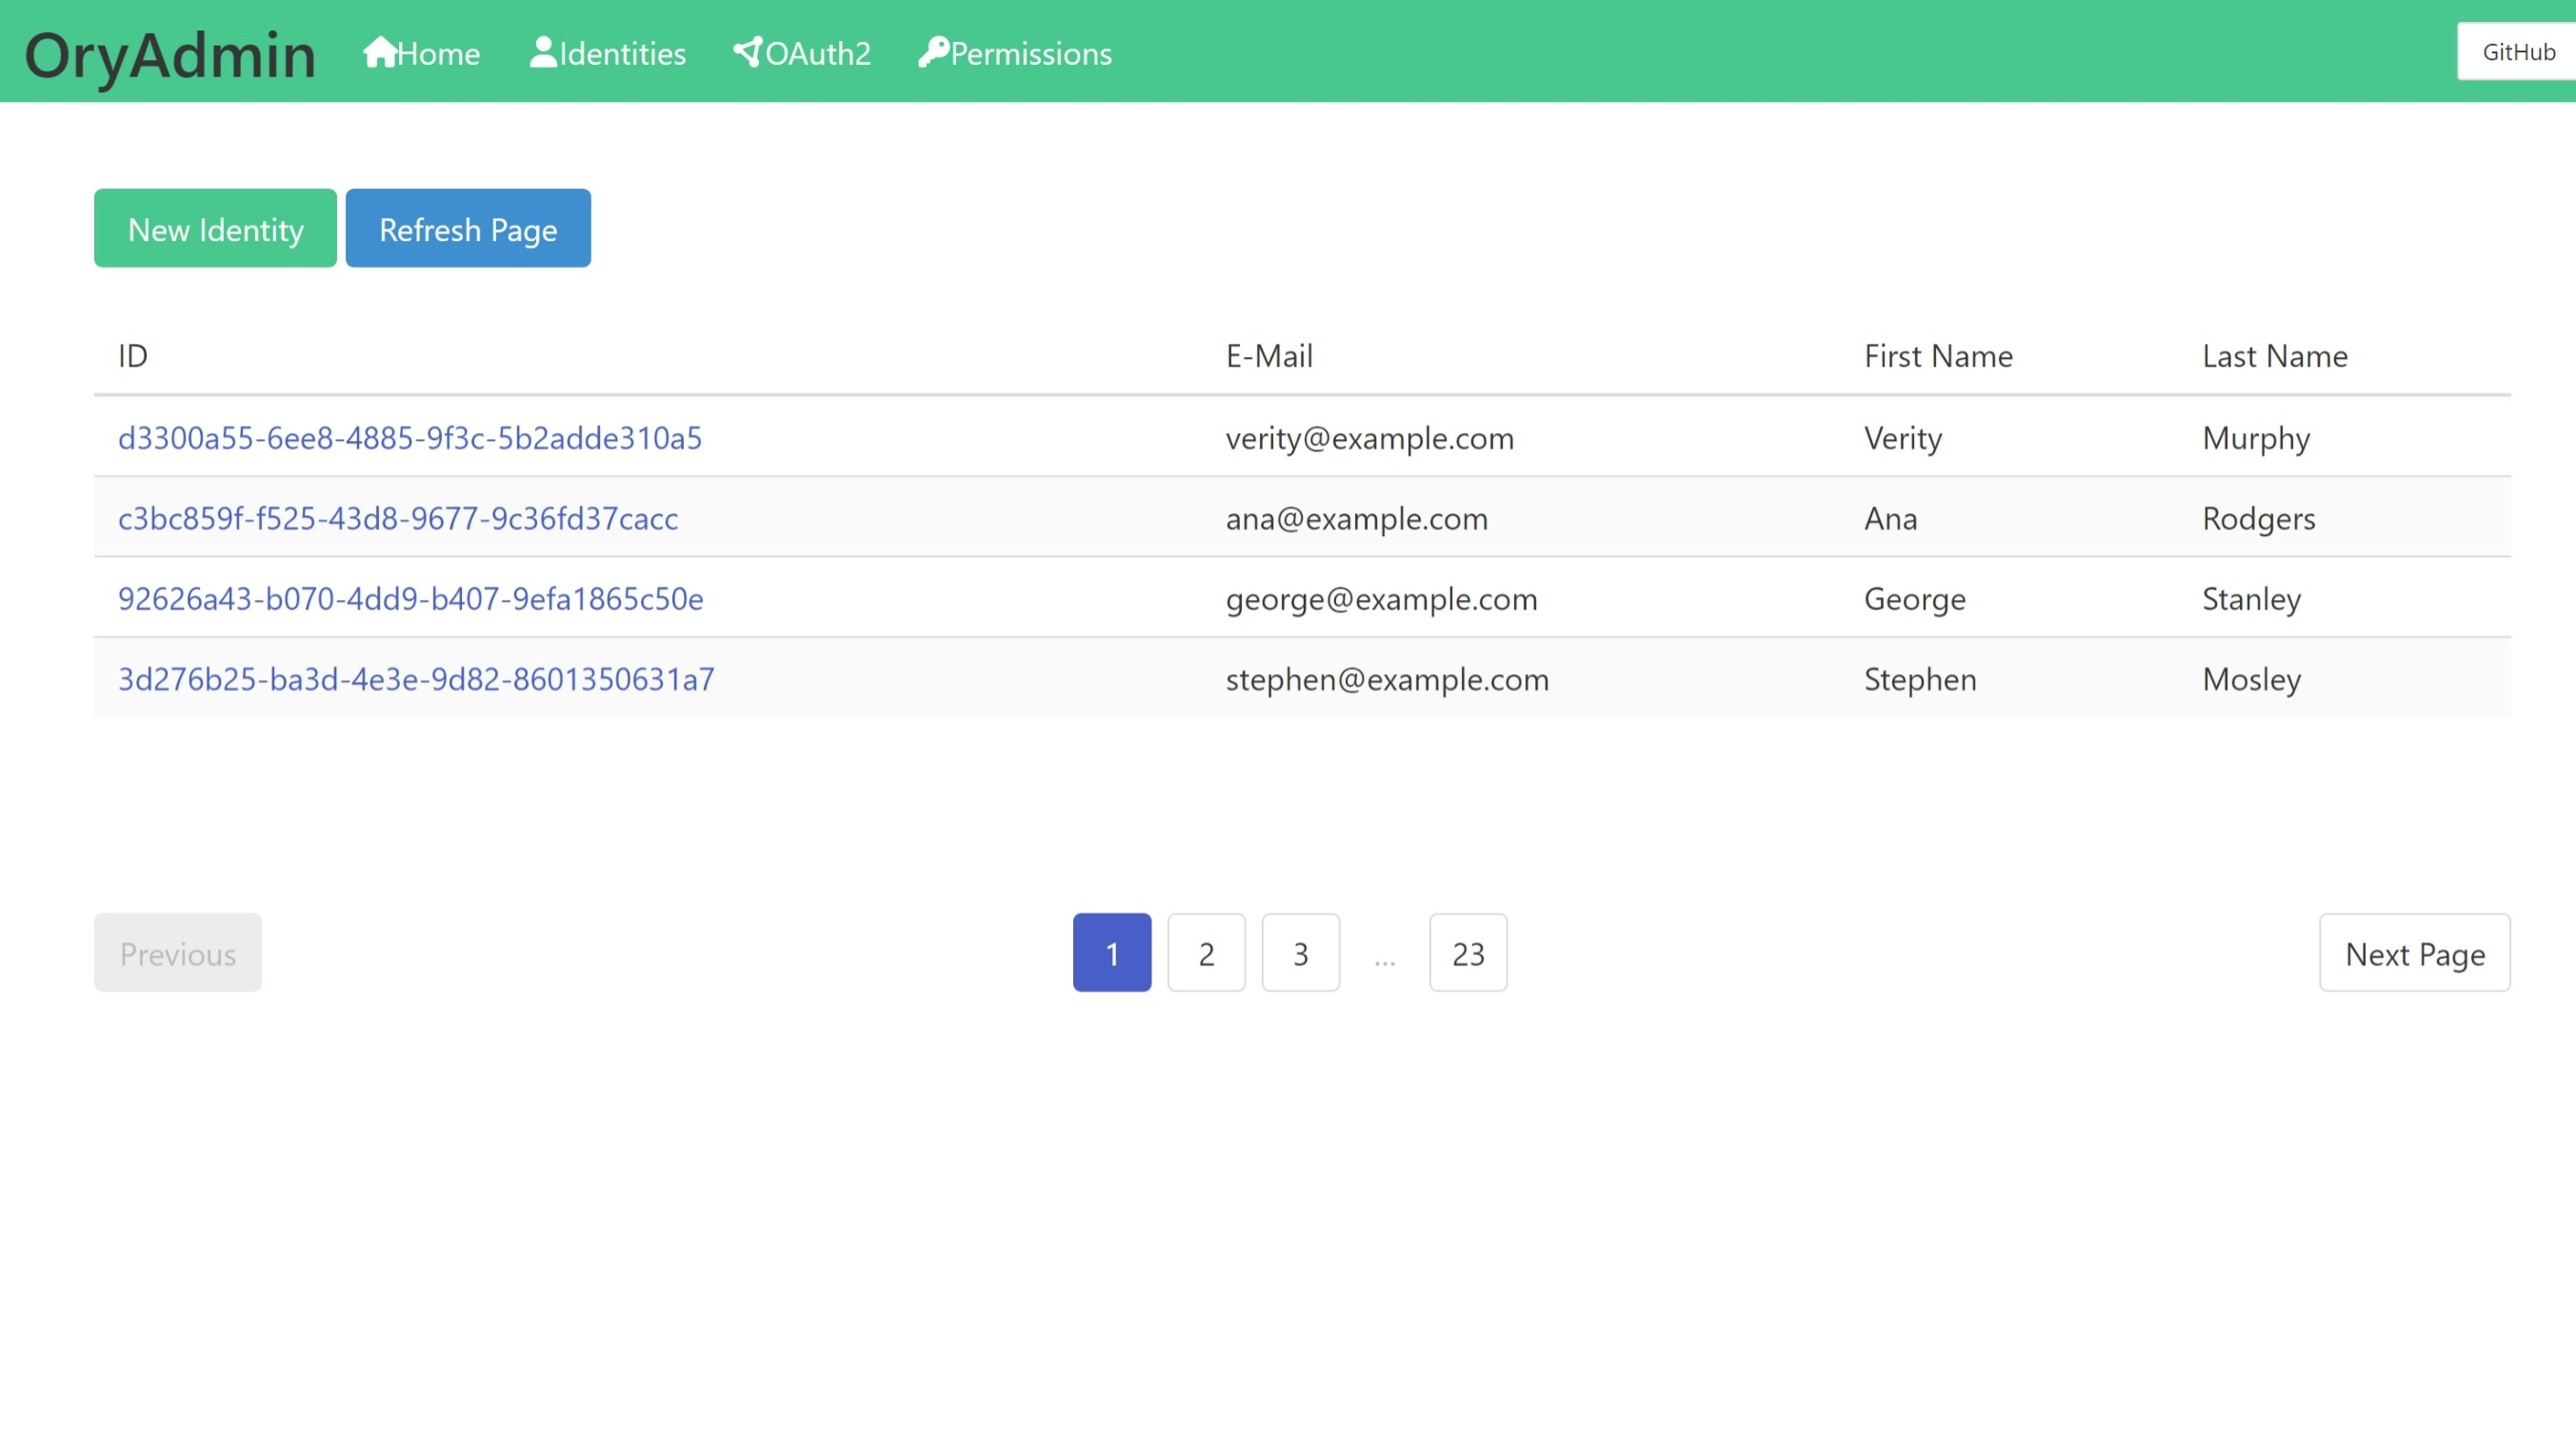 OryAdmin Home Identities OAuth2 Permissions GitHub
New Identity Refresh Page
ID E-Mail First Name Last Name
d3300a55-6ee8-4885-9f3c-5b2adde310a5 verity@example.com Verity Murphy
c3bc859f-f525-43d8-9677-9c36fd37cacc ana@example.com Ana Rodgers
92626a43-b070-4dd9-b407-9efa1865c50e george@example.com George Stanley
3d276b25-ba3d-4e3e-9d82-8601350631a7 stephen@example.com Stephen Mosley
Previous 1 2 3 … 23 Next Page